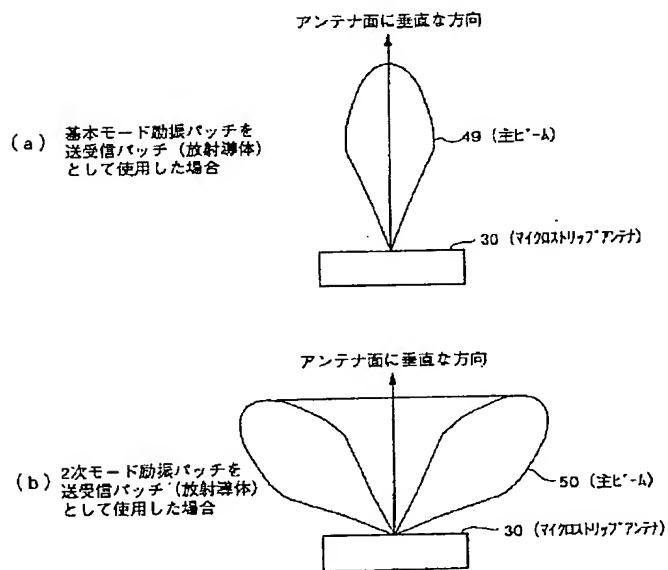 アンテナ面に垂直な方向
(a) 基本モード励振パッチを
送受信パッチ(放射導体)
として使用した場合
49 (主ビーム)
30 (マイクロストリップアンテナ)
アンテナ面に垂直な方向
(b) 2次モード励振パッチを
送受信パッチ(放射導体)
として使用した場合
50 (主ビーム)
30 (マイクロストリップアンテナ)